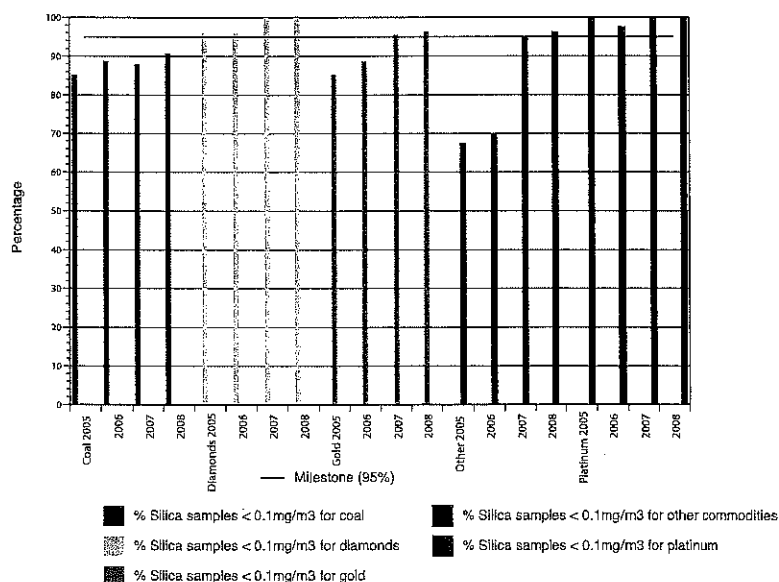 100
90
80
70
60
50
40
30
20
10
0
Percentage
Coal 2005
2006
2007
2008
Diamonds 2005
2006
2007
2008
Gold 2005
2006
2007
2008
Other 2005
2006
2007
2008
Platinum 2005
2006
2007
2008
Milestone (95%)
% Silica samples < 0.1mg/m3 for coal
% Silica samples < 0.1mg/m3 for other commodities
% Silica samples < 0.1mg/m3 for diamonds
% Silica samples < 0.1mg/m3 for platinum
% Silica samples < 0.1mg/m3 for gold